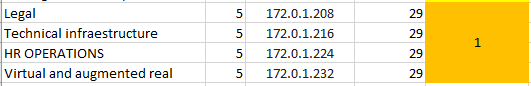 Legal 5 172.0.1.208 29
Technical infraestructure 5 172.0.1.216 29
1
HR OPERATIONS 5 172.0.1.224 29
Virtual and augmented real 5 172.0.1.232 29